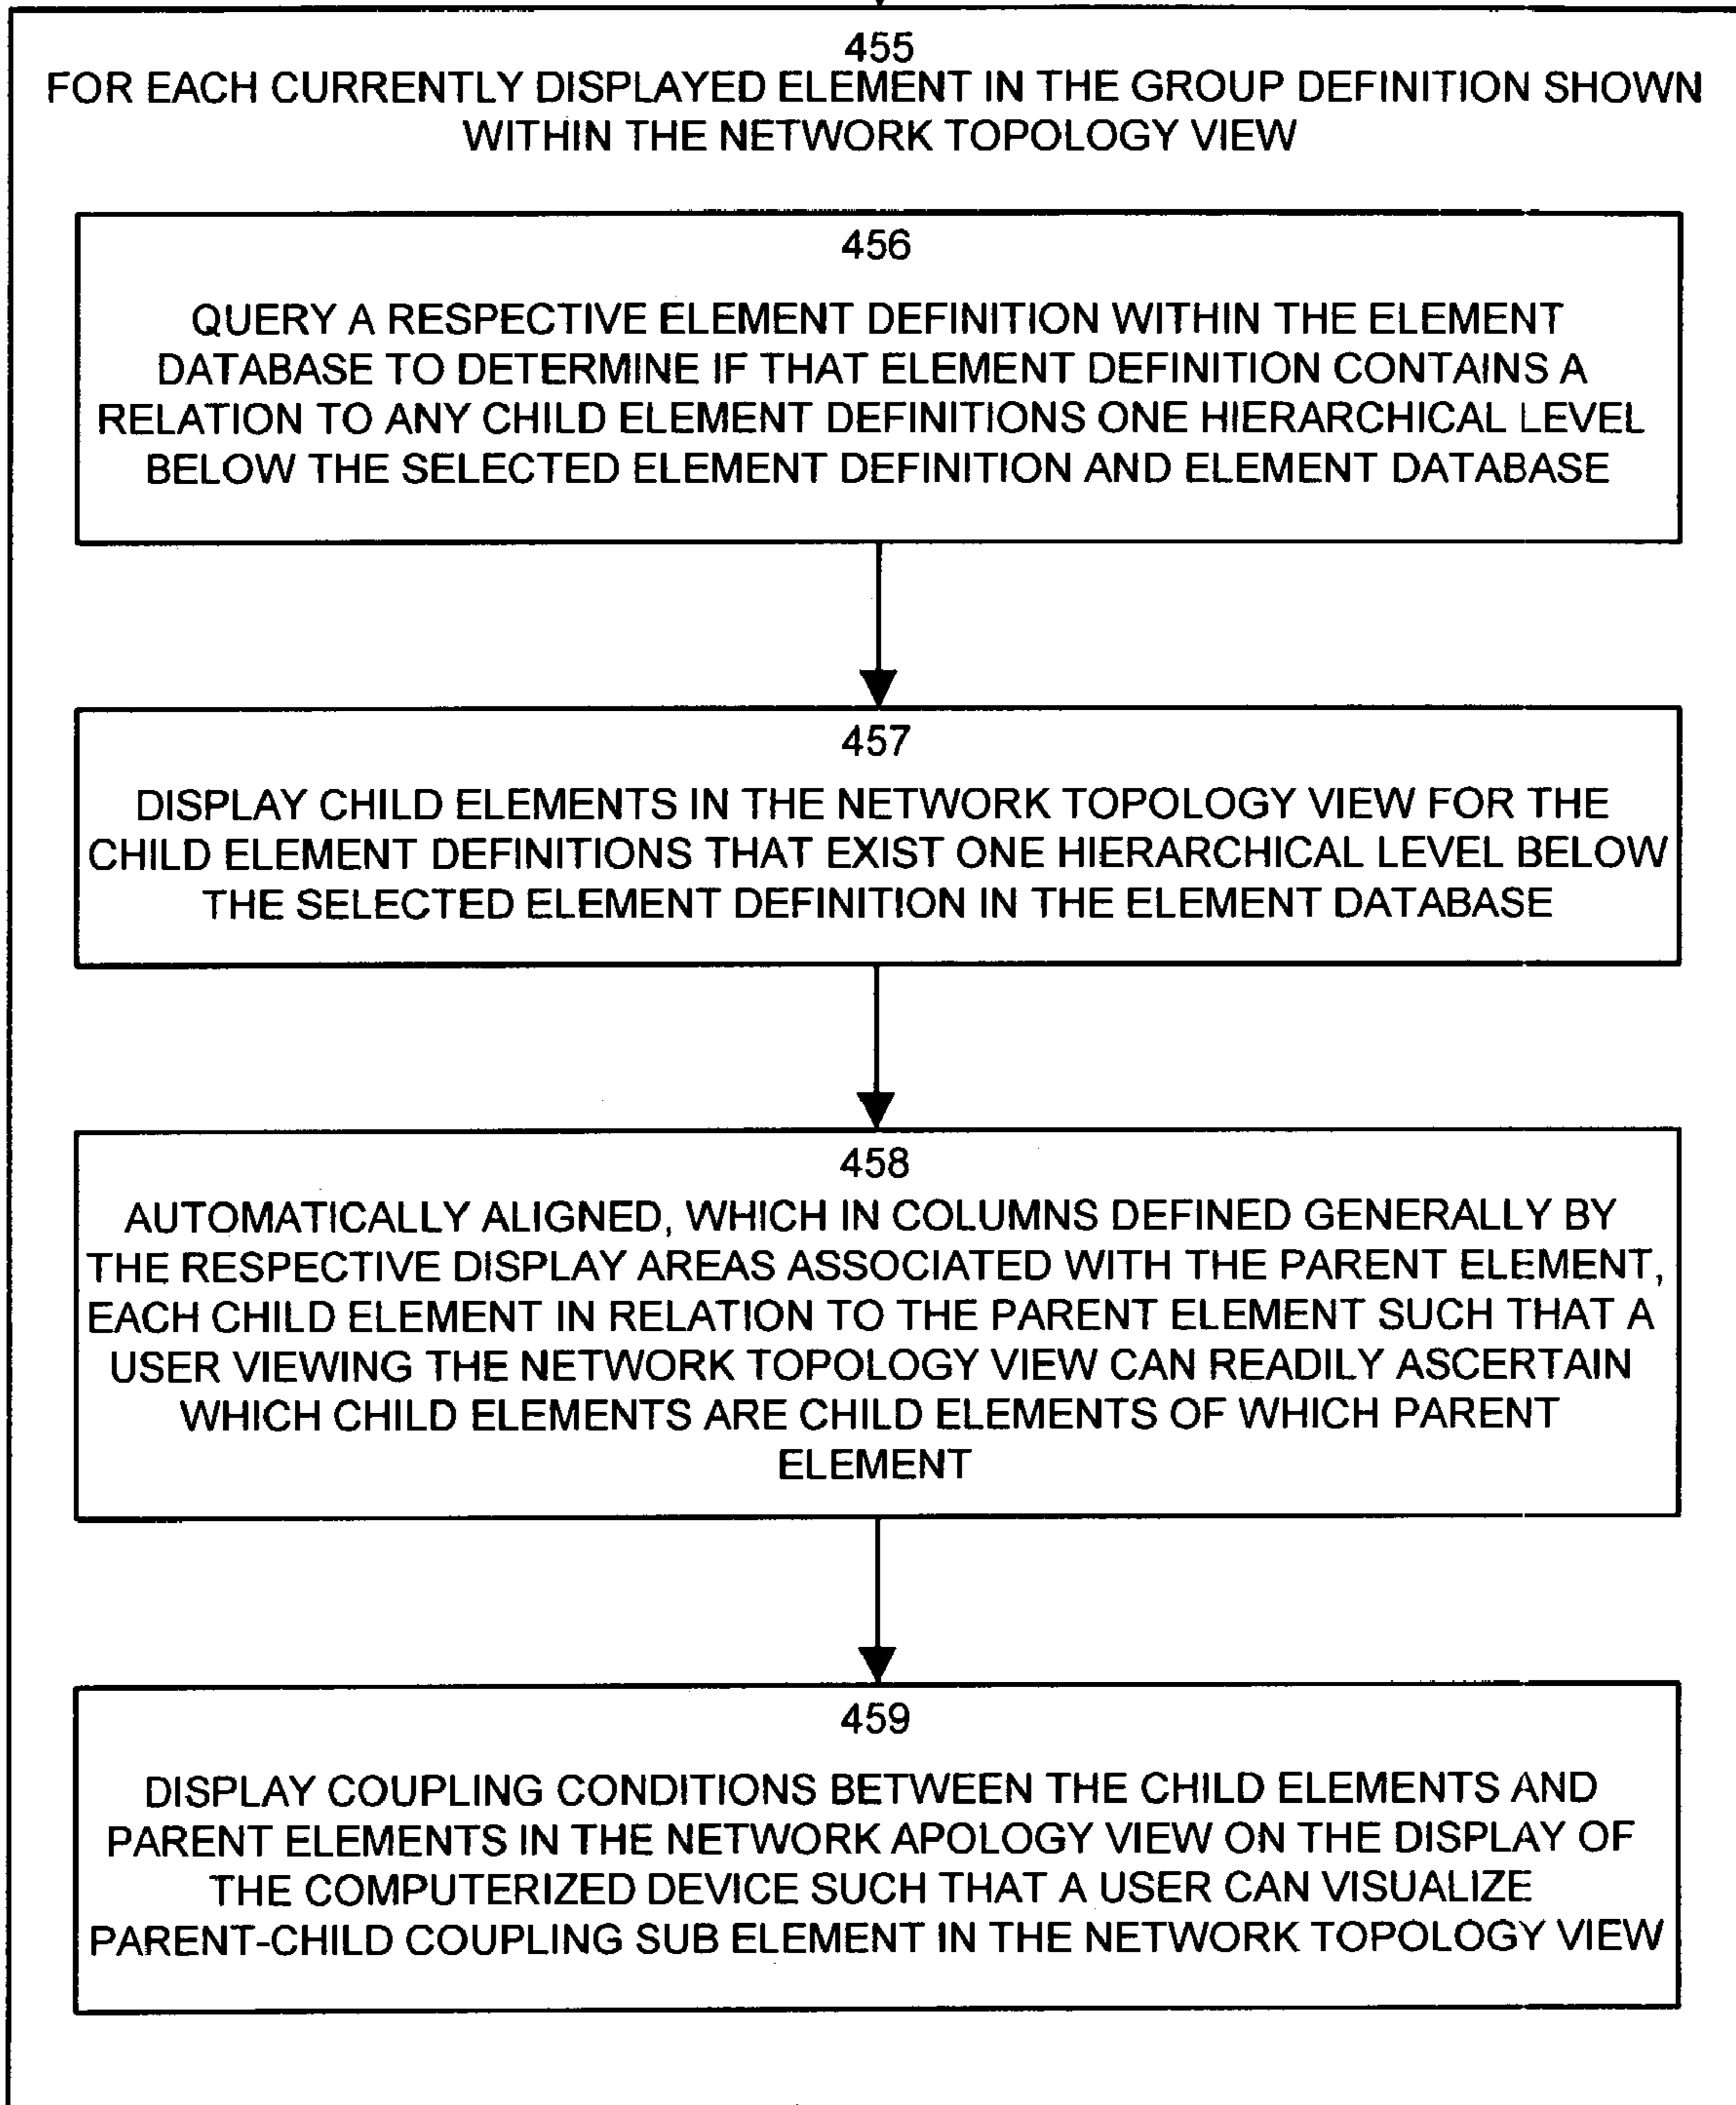 455
FOR EACH CURRENTLY DISPLAYED ELEMENT IN THE GROUP DEFINITION SHOWN
WITHIN THE NETWORK TOPOLOGY VIEW
456
QUERY A RESPECTIVE ELEMENT DEFINITION WITHIN THE ELEMENT
DATABASE TO DETERMINE IF THAT ELEMENT DEFINITION CONTAINS A
RELATION TO ANY CHILD ELEMENT DEFINITIONS ONE HIERARCHICAL LEVEL
BELOW THE SELECTED ELEMENT DEFINITION AND ELEMENT DATABASE
457
DISPLAY CHILD ELEMENTS IN THE NETWORK TOPOLOGY VIEW FOR THE
CHILD ELEMENT DEFINITIONS THAT EXIST ONE HIERARCHICAL LEVEL BELOW
THE SELECTED ELEMENT DEFINITION IN THE ELEMENT DATABASE
458
AUTOMATICALLY ALIGNED, WHICH IN COLUMNS DEFINED GENERALLY BY
THE RESPECTIVE DISPLAY AREAS ASSOCIATED WITH THE PARENT ELEMENT,
EACH CHILD ELEMENT IN RELATION TO THE PARENT ELEMENT SUCH THAT A
USER VIEWING THE NETWORK TOPOLOGY VIEW CAN READILY ASCERTAIN
WHICH CHILD ELEMENTS ARE CHILD ELEMENTS OF WHICH PARENT
ELEMENT
459
DISPLAY COUPLING CONDITIONS BETWEEN THE CHILD ELEMENTS AND
PARENT ELEMENTS IN THE NETWORK APOLOGY VIEW ON THE DISPLAY OF
THE COMPUTERIZED DEVICE SUCH THAT A USER CAN VISUALIZE
PARENT-CHILD COUPLING SUB ELEMENT IN THE NETWORK TOPOLOGY VIEW